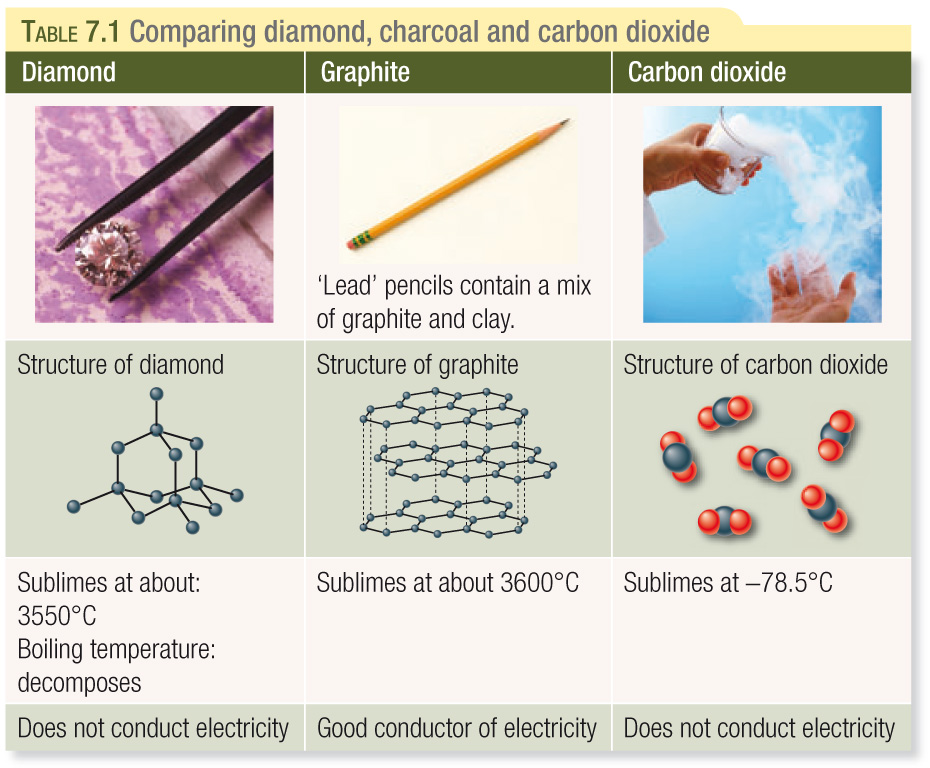 TABLE 7.1 Comparing diamond, charcoal and carbon dioxide
Diamond
Graphite
Carbon dioxide
‘Lead’ pencils contain a mix
of graphite and clay.
Structure of diamond
Structure of graphite
Structure of carbon dioxide
Sublimes at about:
3550°C
Boiling temperature:
decomposes
Sublimes at about 3600°C
Sublimes at –78.5°C
Does not conduct electricity
Good conductor of electricity
Does not conduct electricity